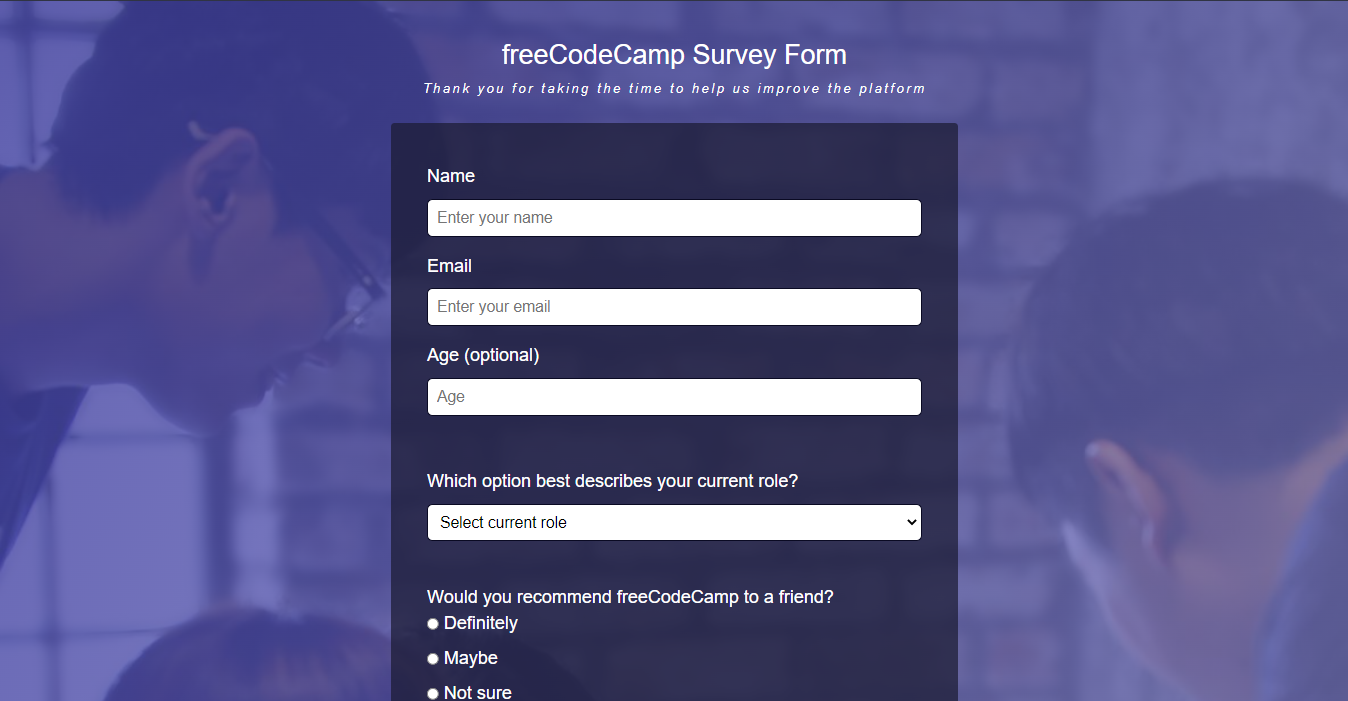 freeCodeCamp Survey Form
Thank you for taking the time to help us improve the platform
Name
Enter your name
Email
Enter your email
Age (optional)
Age
Which option best describes your current role?
Select current role
Would you recommend freeCodeCamp to a friend?
Definitely
Maybe
Not sure